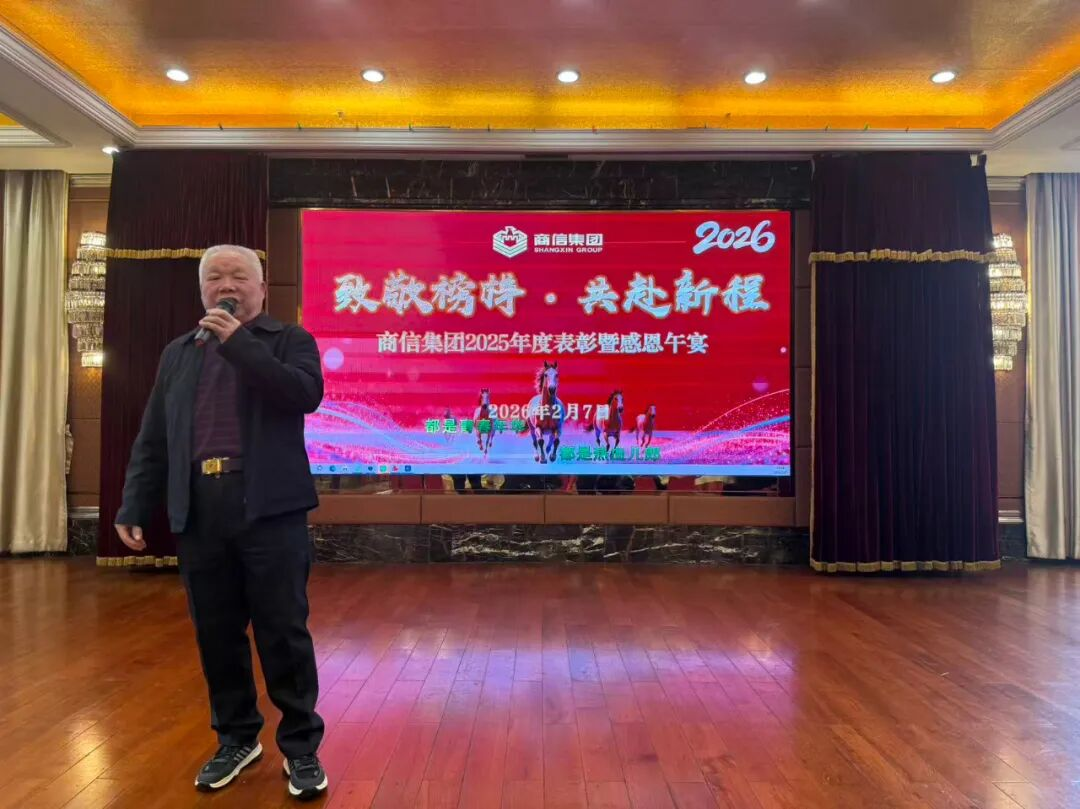 商信集团
SHANGXIN GROUP
2026
致敬榜样·共赴新程
商信集团2025年度表彰暨感恩午宴
2026年2月7日
都是青春年华
都是热血儿郎